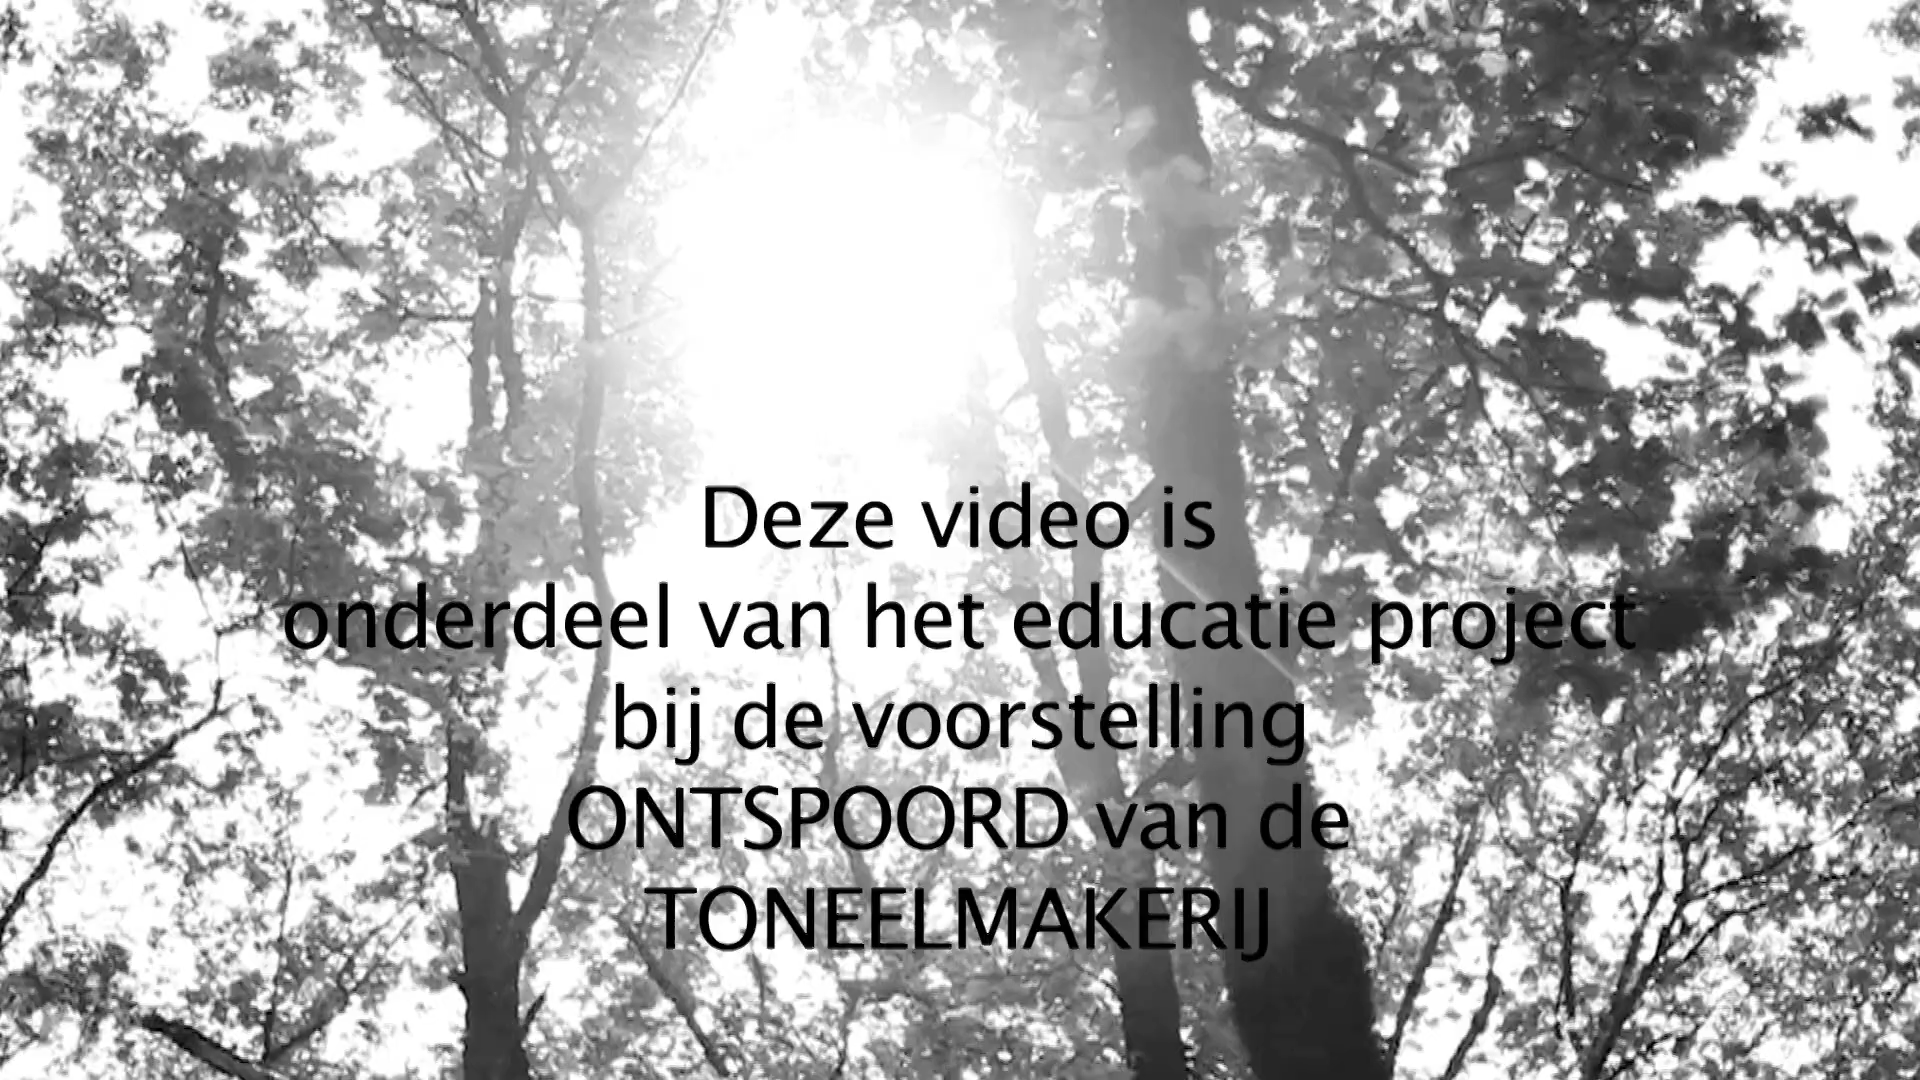 Deze video is
onderdeel van het educatie project
bij de voorstelling
ONTSPOORD van de
TONEELMAKERIJ